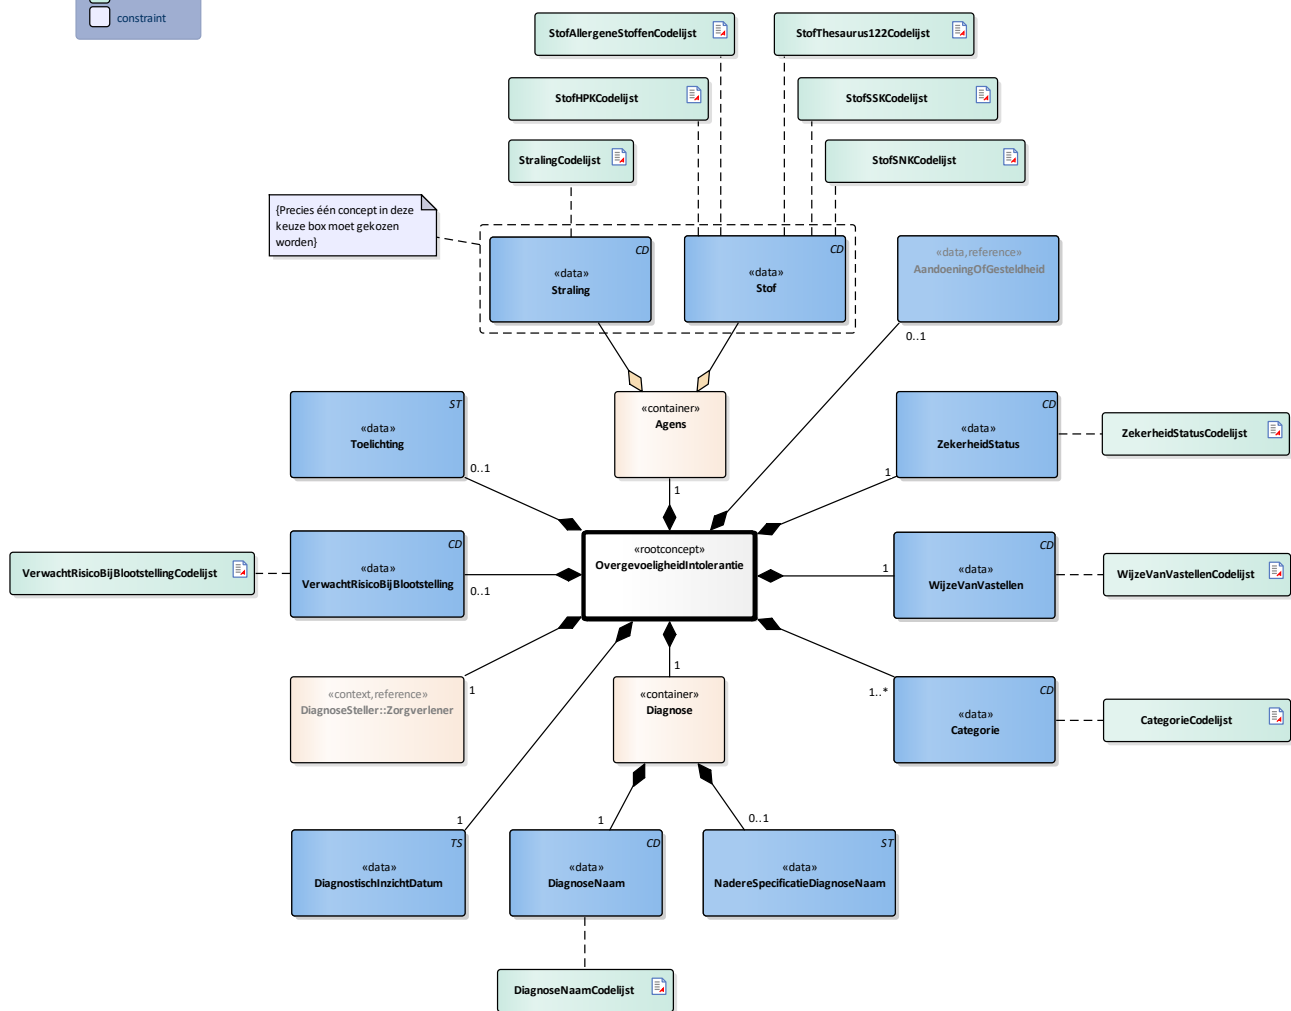 constraint
StofAllergeneStoffenCodelijst
StofThesaurus122Codelijst
StofHPKCodelijst
StofSSKCodelijst
StralingCodelijst
StofSNKCodelijst
{Precies één concept in deze
keuze box moet gekozen
worden}
CD
«data»
Straling
CD
«data»
Stof
«data,reference»
AandoeningOfGesteldheid
0..1
ST
«data»
Toelichting
0..1
«container»
Agens
1
CD
«data»
ZekerheidStatus
1
ZekerheidStatusCodelijst
VerwachtRisicoBijBlootstellingCodelijst
CD
«data»
VerwachtRisicoBijBlootstelling
0..1
«rootconcept»
OvergevoeligheidIntolerantie
1
CD
«data»
WijzeVanVastellen
WijzeVanVastellenCodelijst
«context,reference»
DiagnoseSteller::Zorgverlener
1
1
«container»
Diagnose
1..*
CD
«data»
Categorie
CategorieCodelijst
1
TS
«data»
DiagnostischInzichtDatum
1
CD
«data»
DiagnoseNaam
0..1
ST
«data»
NadereSpecificatieDiagnoseNaam
DiagnoseNaamCodelijst